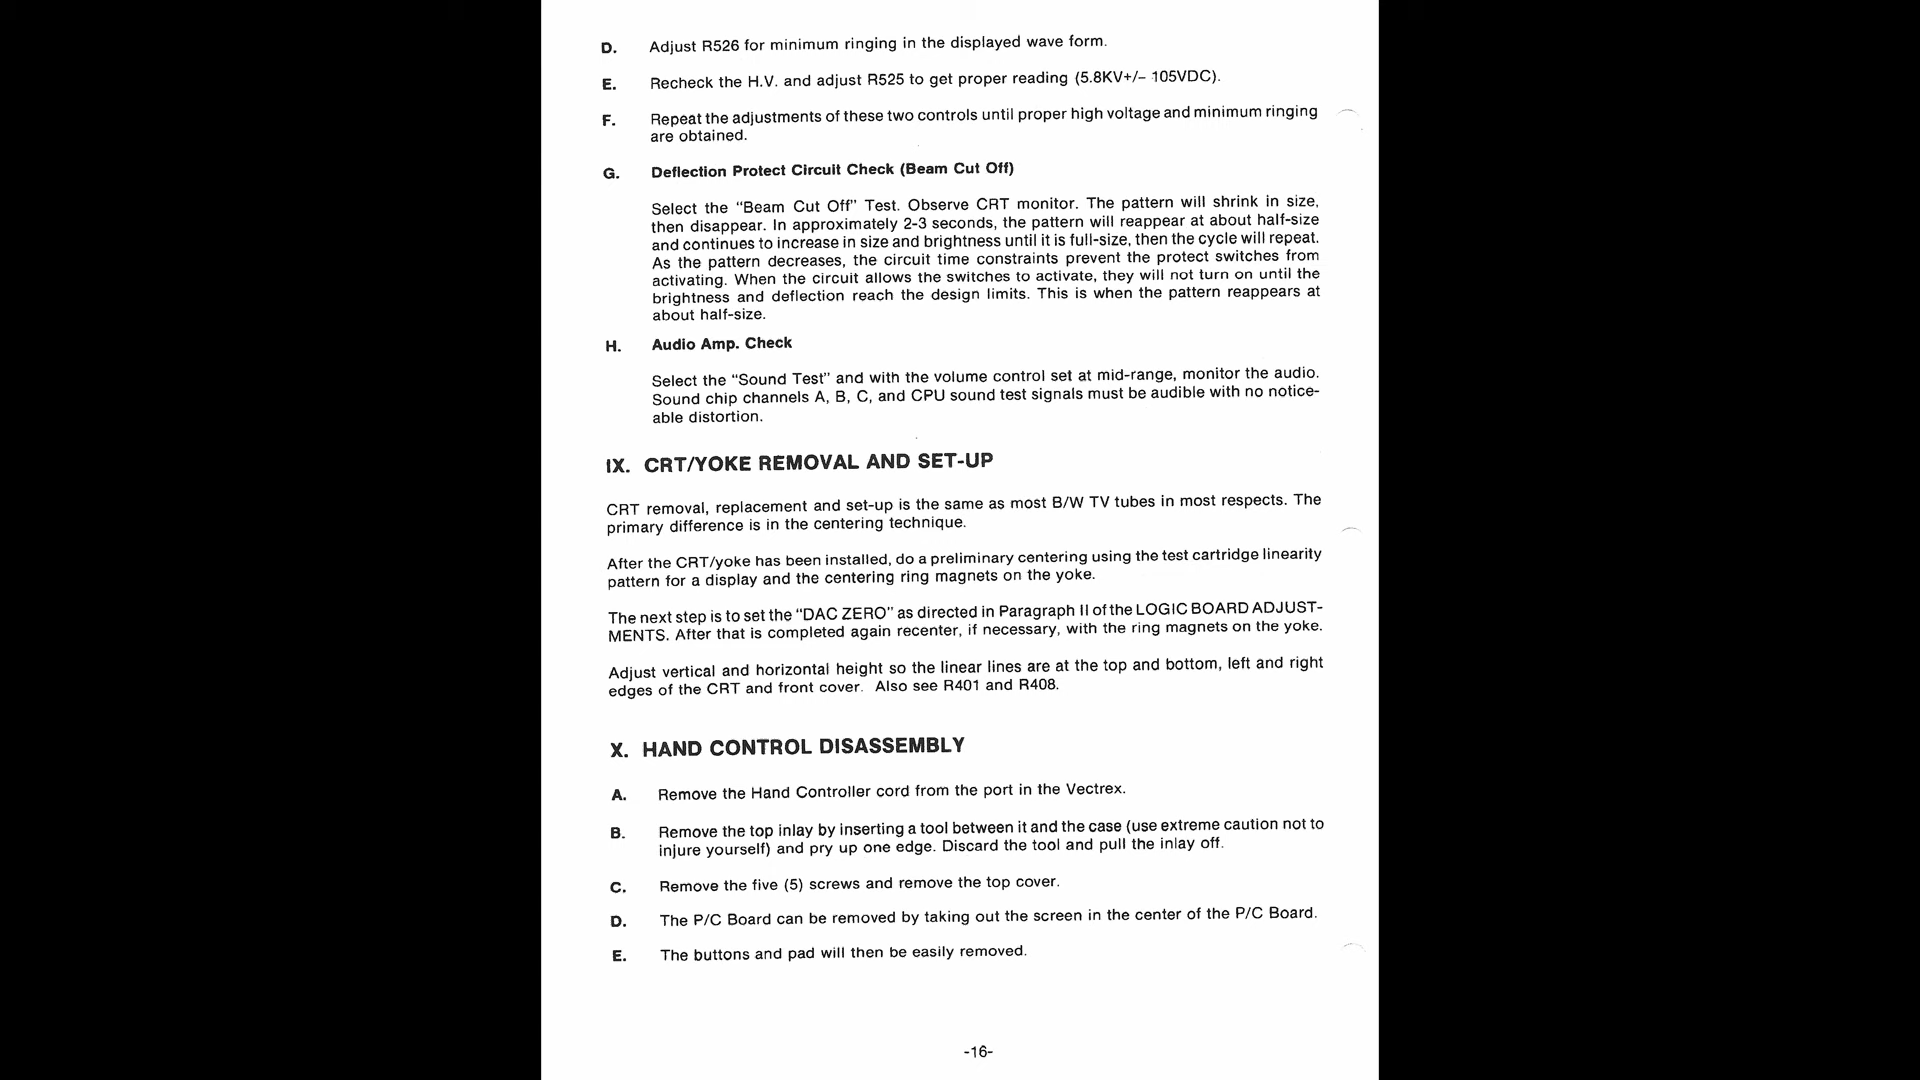 D. Adjust R526 for minimum ringing in the displayed wave form.
E. Recheck the H.V. and adjust R525 to get proper reading (5.8KV+/– 105VDC).
F. Repeat the adjustments of these two controls until proper high voltage and minimum ringing
are obtained.
G. Deflection Protect Circuit Check (Beam Cut Off)
Select the "Beam Cut Off" Test. Observe CRT monitor. The pattern will shrink in size,
then disappear. In approximately 2-3 seconds, the pattern will reappear at about half-size
and continues to increase in size and brightness until it is full-size, then the cycle will repeat.
As the pattern decreases, the circuit time constraints prevent the protect switches from
activating. When the circuit allows the switches to activate, they will not turn on until the
brightness and deflection reach the design limits. This is when the pattern reappears at
about half-size.
H. Audio Amp. Check
Select the "Sound Test" and with the volume control set at mid-range, monitor the audio.
Sound chip channels A, B, C, and CPU sound test signals must be audible with no notice-
able distortion.
IX. CRT/YOKE REMOVAL AND SET-UP
CRT removal, replacement and set-up is the same as most B/W TV tubes in most respects. The
primary difference is in the centering technique.
After the CRT/yoke has been installed, do a preliminary centering using the test cartridge linearity
pattern for a display and the centering ring magnets on the yoke.
The next step is to set the "DAC ZERO" as directed in Paragraph II of the LOGIC BOARD ADJUST-
MENTS. After that is completed again recenter, if necessary, with the ring magnets on the yoke.
Adjust vertical and horizontal height so the linear lines are at the top and bottom, left and right
edges of the CRT and front cover. Also see R401 and R408.
X. HAND CONTROL DISASSEMBLY
A. Remove the Hand Controller cord from the port in the Vectrex.
B. Remove the top inlay by inserting a tool between it and the case (use extreme caution not to
injure yourself) and pry up one edge. Discard the tool and pull the inlay off.
C. Remove the five (5) screws and remove the top cover.
D. The P/C Board can be removed by taking out the screen in the center of the P/C Board.
E. The buttons and pad will then be easily removed.
-16-